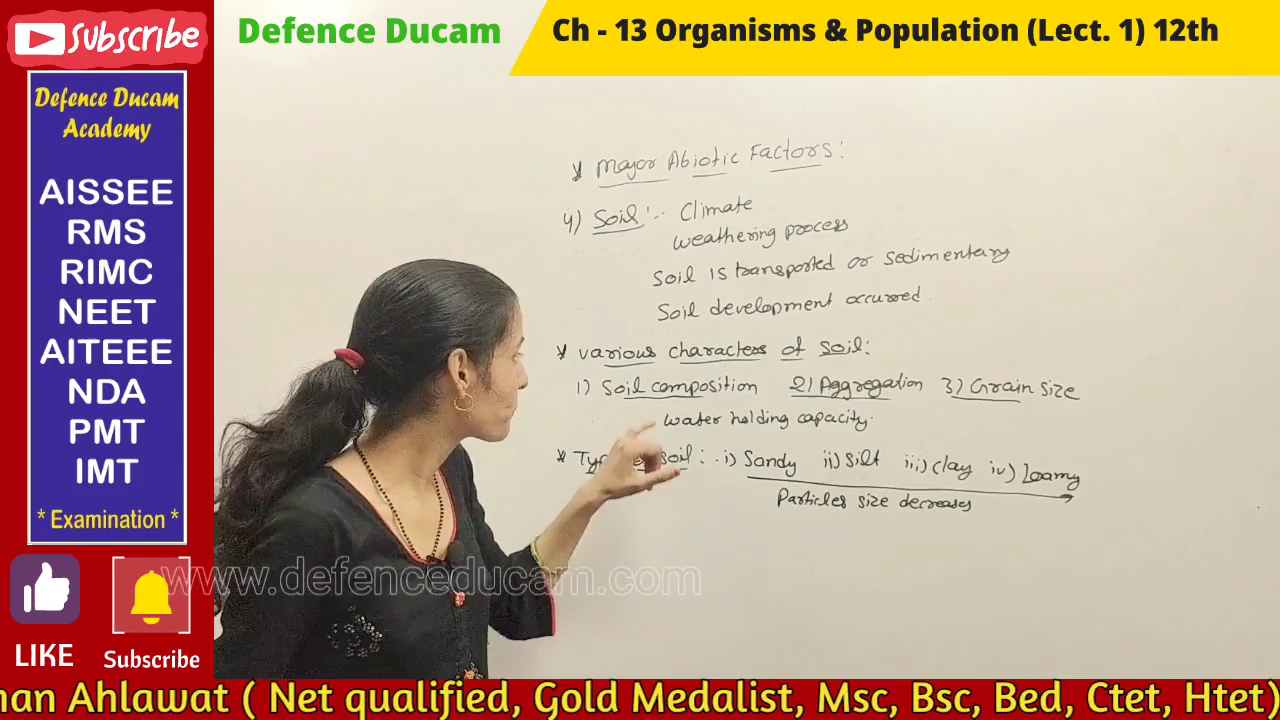 Subscribe
Defence Ducam
Ch - 13 Organisms & Population (Lect. 1) 12th
Defence Ducam
Academy
AISSEE
RMS
RIMC
NEET
AITEEE
NDA
PMT
IMT
* Examination *
LIKE
Subscribe
* Major Abiotic Factors:
4) Soil :- Climate
weathering process
Soil is transported or sedimentary
Soil development occurred.
* various characters of Soil:
1) Soil composition 2) Aggregation 3) Grain size
water holding capacity.
* soil : i) Sandy ii) Silt iii) clay iv) Loamy
Particles size decreases
www.defenceducam.com
man Ahlawat ( Net qualified, Gold Medalist, Msc, Bsc, Bed, Ctet, Htet)